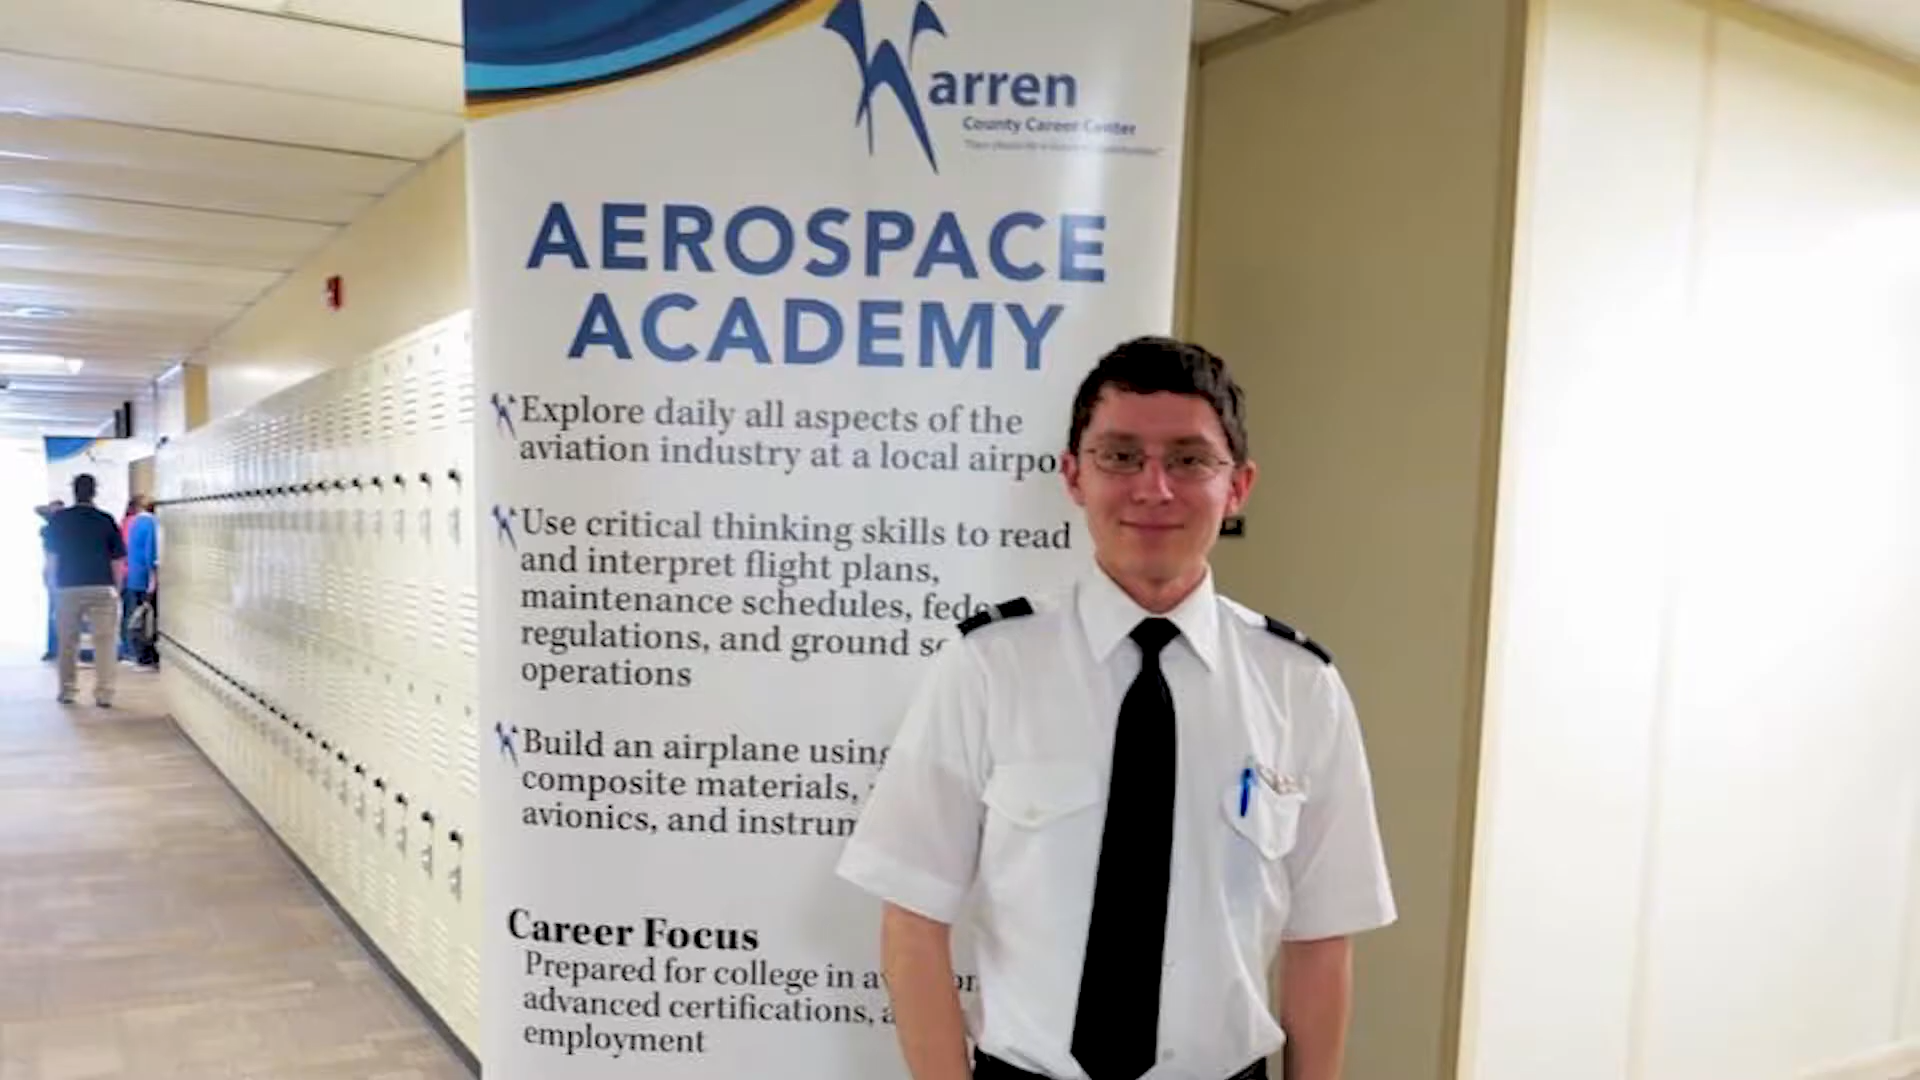 Warren
County Career Center
AEROSPACE
ACADEMY
Explore daily all aspects of the
aviation industry at a local airpo
Use critical thinking skills to read
and interpret flight plans,
maintenance schedules, fede
regulations, and ground sc
operations
Build an airplane using
composite materials,
avionics, and instrum
Career Focus
Prepared for college in
advanced certifications, a
employment